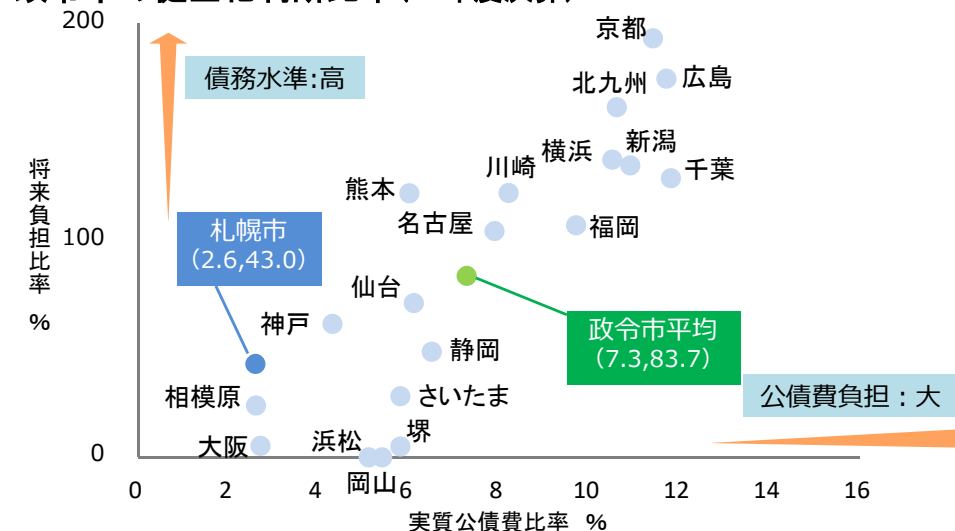 200
京都
債務水準:高
広島
北九州
新潟
横浜
川崎
千葉
将来負担比率 %
熊本
名古屋
福岡
札幌市
(2.6,43.0)
100
仙台
神戸
政令市平均
(7.3,83.7)
静岡
公債費負担：大
相模原
さいたま
大阪
浜松
堺
0
岡山
0 2 4 6 8 10 12 14 16
実質公債費比率 %